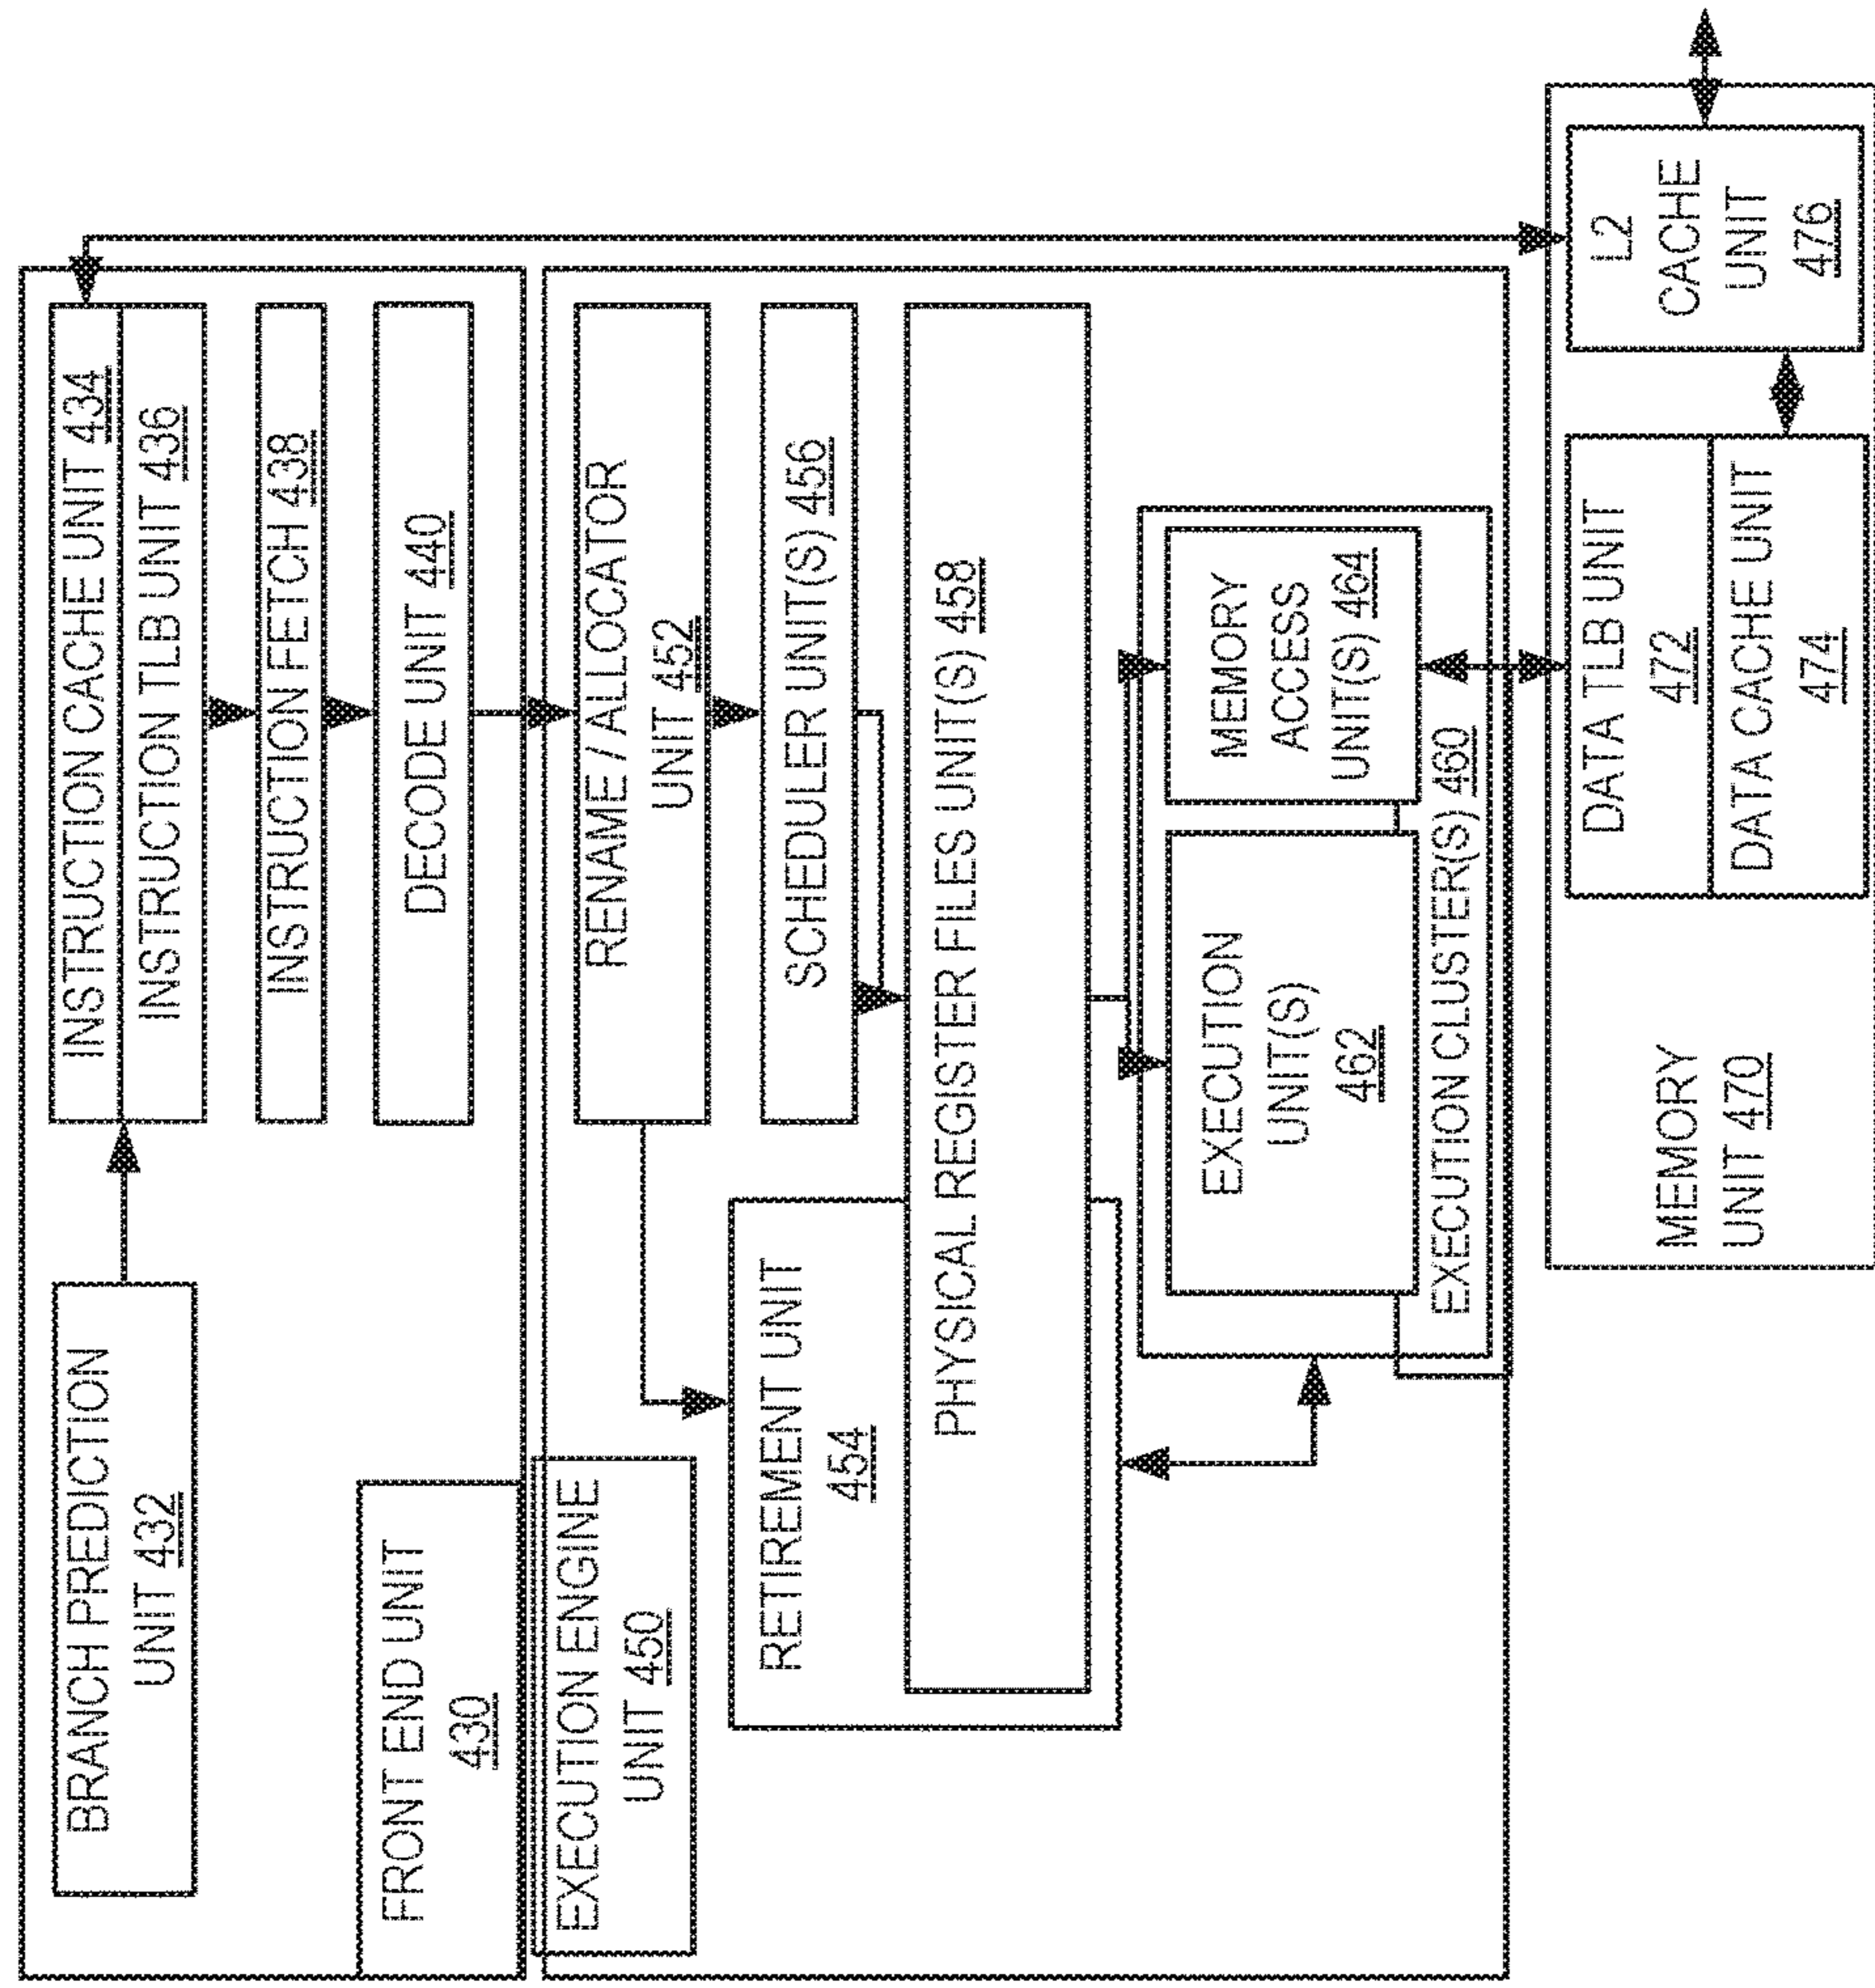 BRANCH PREDICTION
UNIT 432
INSTRUCTION CACHE UNIT 434
INSTRUCTION TLB UNIT 436
INSTRUCTION FETCH 438
FRONT END UNIT
430
DECODE UNIT 440
EXECUTION ENGINE
UNIT 450
RENAME / ALLOCATOR
UNIT 452
RETIREMENT UNIT
454
SCHEDULER UNIT(S) 456
PHYSICAL REGISTER FILES UNIT(S) 458
EXECUTION
UNIT(S)
462
MEMORY
ACCESS
UNIT(S) 464
EXECUTION CLUSTER(S) 460
MEMORY
UNIT 470
DATA TLB UNIT
472
DATA CACHE UNIT
474
L2
CACHE
UNIT
476